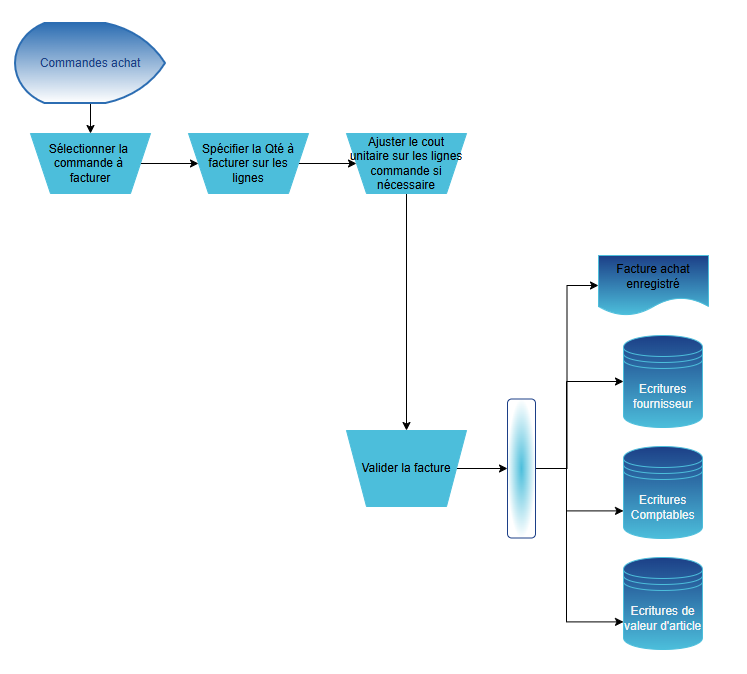 Commandes achat
Sélectionner la
commande à
facturer
Spécifier la Qté à
facturer sur les
lignes
Ajuster le cout
unitaire sur les lignes
commande si
nécessaire
Facture achat
enregistré
Ecritures
fournisseur
Valider la facture
Ecritures
Comptables
Ecritures de
valeur d'article